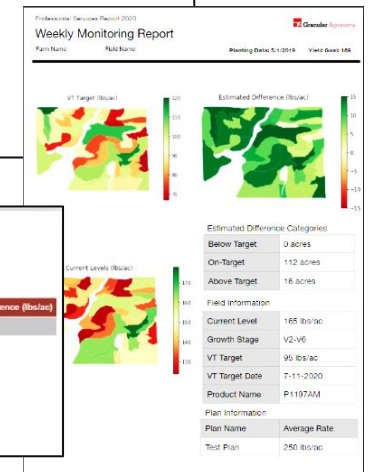 Professional Services Report 2020
Granular Agronomy
Weekly Monitoring Report
Farm Name: Field Name: Planting Date: 5/1/2019 Yield Goal: 189
VT Target (lbs/ac)
120
110
100
90
80
70
Estimated Difference (lbs/ac)
15
10
5
0
−5
−10
−15
ence (lbs/ac)
Current Levels (lbs/ac)
170
160
150
140
130
Estimated Difference Categories
Below Target 0 acres
On-Target 112 acres
Above Target 16 acres
Field Information
Current Level 165 lbs/ac
Growth Stage V2-V6
VT Target 95 lbs/ac
VT Target Date 7-11-2020
Product Name P1197AM
Plan Information
Plan Name Average Rate
Test Plan 250 lbs/ac